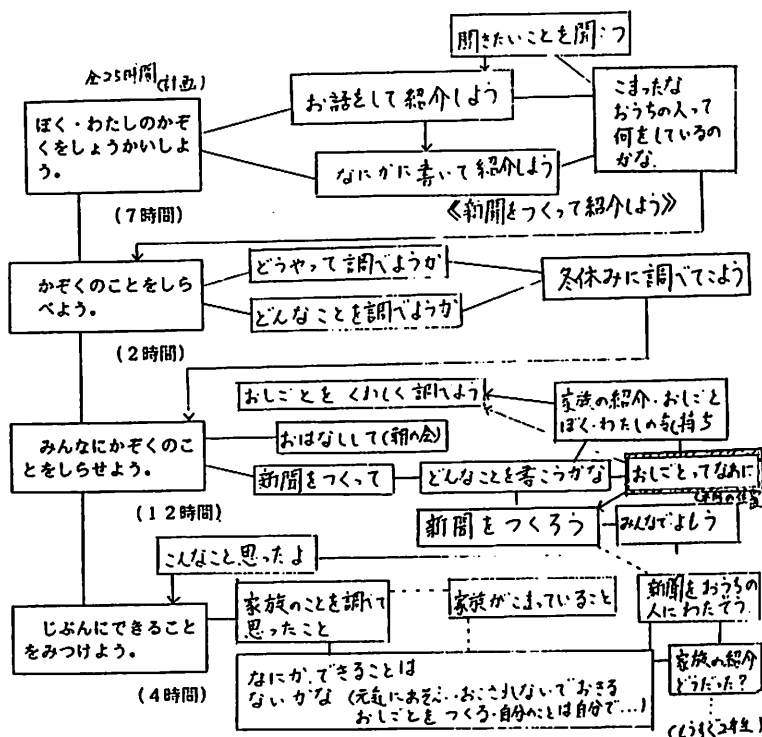 全25時間(計画)
聞きたいことを聞こう
お話をして紹介しよう
こまったな
おうちの人って
何をしているの
かな
ぼく・わたしのかぞ
くをしょうかいしよ
う。
なにかに書いて紹介しよう
(7時間)
《新聞をつくって紹介しよう》
どうやって調べようか
かぞくのことをしら
べよう。
冬休みに調べてこよう
どんなことを調べようか
(2時間)
おしごとをくわしく調べよう
家族の紹介・おしごと
ぼく・わたしの気持ち
みんなにかぞくのこ
とをしらせよう。
おはなしして(朝の会)
新聞をつくって
どんなことを書こうかな
おしごとってなあに
(12時間)
新聞をつくろう
みんなでよもう
こんなこと思ったよ
家族のことを調べて
思ったこと
家族がこまっていること
新聞をおうちの
人にわたそう
じぶんにできること
をみつけよう。
なにか、できることは
ないかな(元気にあそぶ・おこされないでおきる
おしごとをつくる・自分のことは自分で…)
家族の紹介
どうだった?
(4時間)
(もうすぐ2年生)